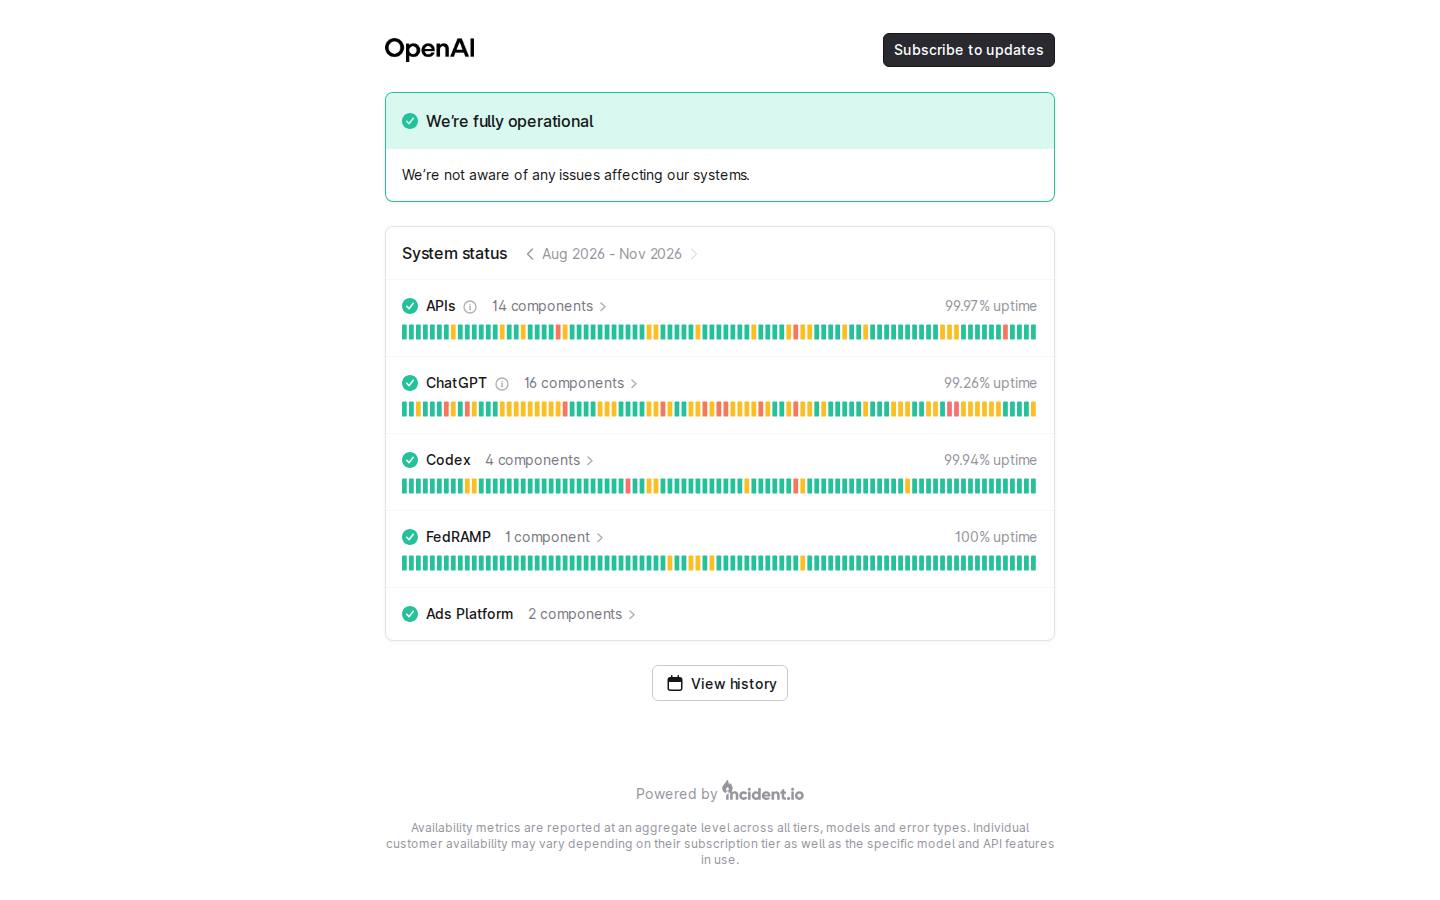 OpenAI
Subscribe to updates
We're fully operational
We're not aware of any issues affecting our systems.
System status
Aug 2026 - Nov 2026
APIs 14 components
99.97% uptime
ChatGPT 16 components
99.26% uptime
Codex 4 components
99.94% uptime
FedRAMP 1 component
100% uptime
Ads Platform 2 components
View history
Powered by incident.io
Availability metrics are reported at an aggregate level across all tiers, models and error types. Individual
customer availability may vary depending on their subscription tier as well as the specific model and API features
in use.